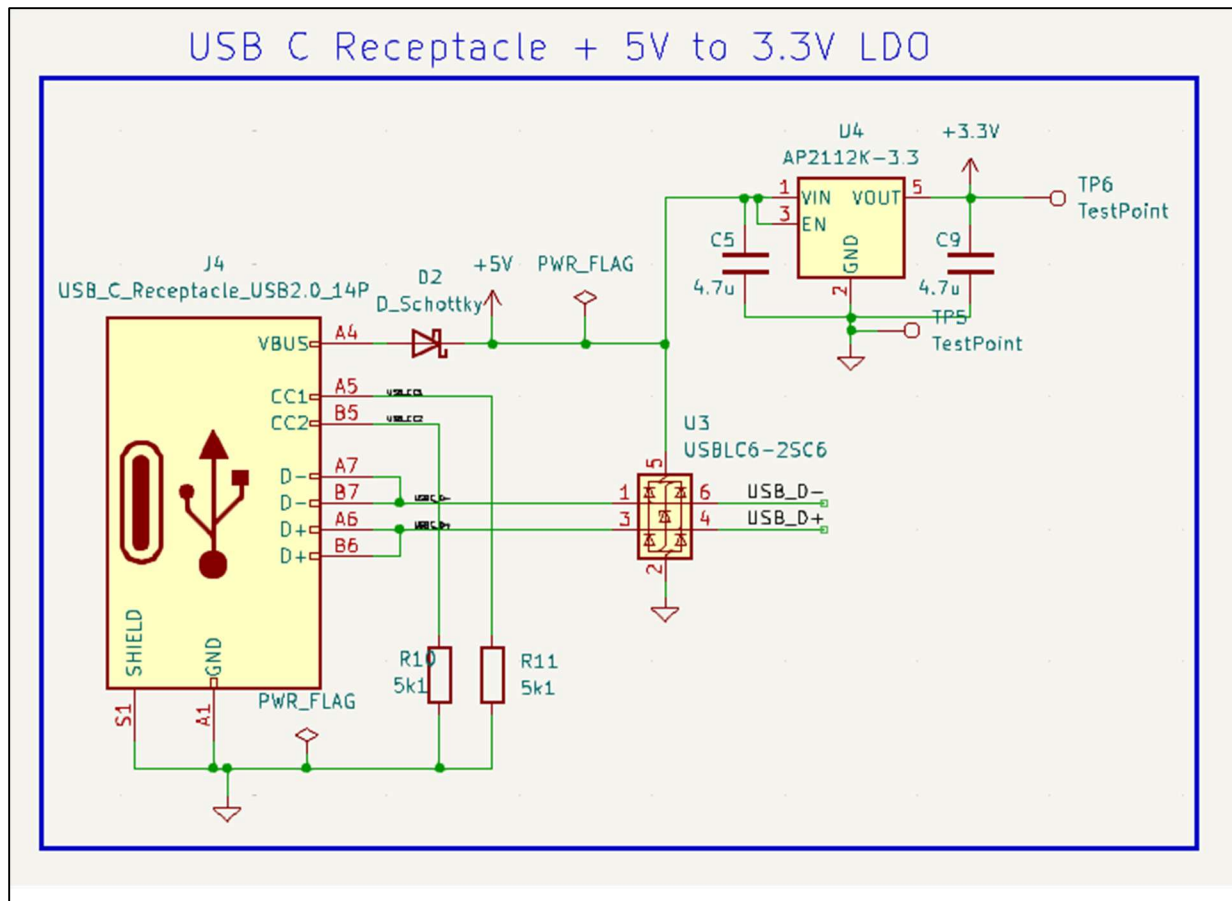 USB C Receptacle + 5V to 3.3V LDO
U4
AP2112K-3.3
+3.3V
1
VIN
VOUT
5
3
EN
GND
2
TP6
TestPoint
C5
4.7u
C9
4.7u
TP5
TestPoint
J4
USB_C_Receptacle_USB2.0_14P
D2
D_Schottky
+5V
PWR_FLAG
VBUS
A4
CC1
A5
CC2
B5
D-
A7
D-
B7
D+
A6
D+
B6
SHIELD
GND
S1
A1
USB_CC1
USB_CC2
U3
USBLC6-2SC6
5
1
6
3
4
2
USB_D-
USB_D+
R10
5k1
R11
5k1
PWR_FLAG